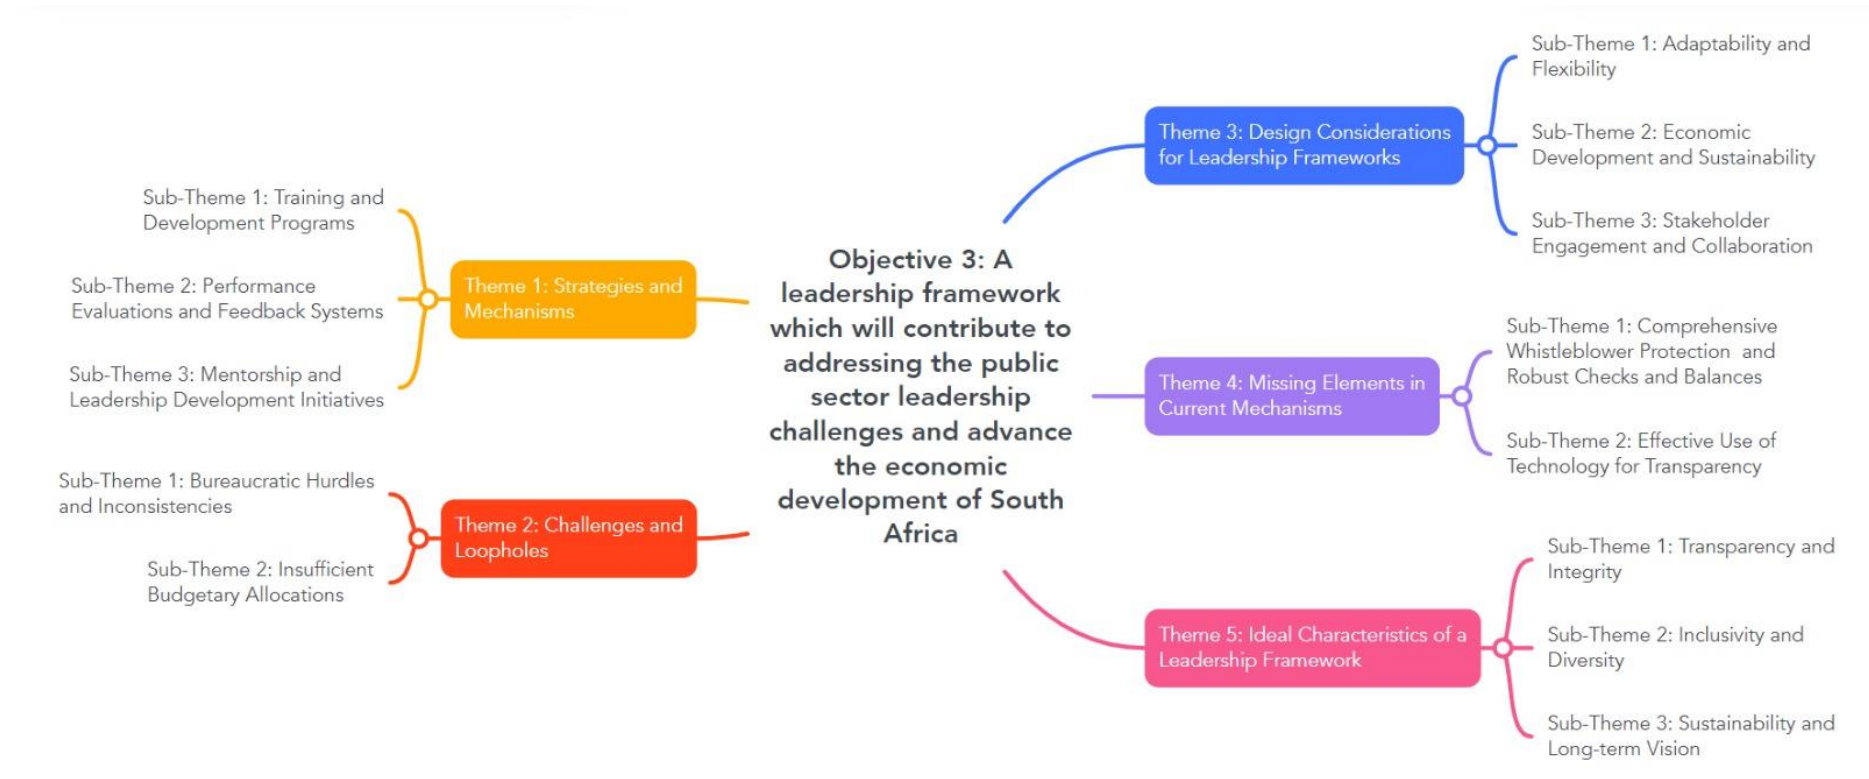 Objective 3: A
leadership framework
which will contribute to
addressing the public
sector leadership
challenges and advance
the economic
development of South
Africa
Theme 1: Strategies and
Mechanisms
Sub-Theme 1: Training and
Development Programs
Sub-Theme 2: Performance
Evaluations and Feedback Systems
Sub-Theme 3: Mentorship and
Leadership Development Initiatives
Theme 2: Challenges and
Loopholes
Sub-Theme 1: Bureaucratic Hurdles
and Inconsistencies
Sub-Theme 2: Insufficient
Budgetary Allocations
Theme 3: Design Considerations
for Leadership Frameworks
Sub-Theme 1: Adaptability and
Flexibility
Sub-Theme 2: Economic
Development and Sustainability
Sub-Theme 3: Stakeholder
Engagement and Collaboration
Theme 4: Missing Elements in
Current Mechanisms
Sub-Theme 1: Comprehensive
Whistleblower Protection and
Robust Checks and Balances
Sub-Theme 2: Effective Use of
Technology for Transparency
Theme 5: Ideal Characteristics of a
Leadership Framework
Sub-Theme 1: Transparency and
Integrity
Sub-Theme 2: Inclusivity and
Diversity
Sub-Theme 3: Sustainability and
Long-term Vision